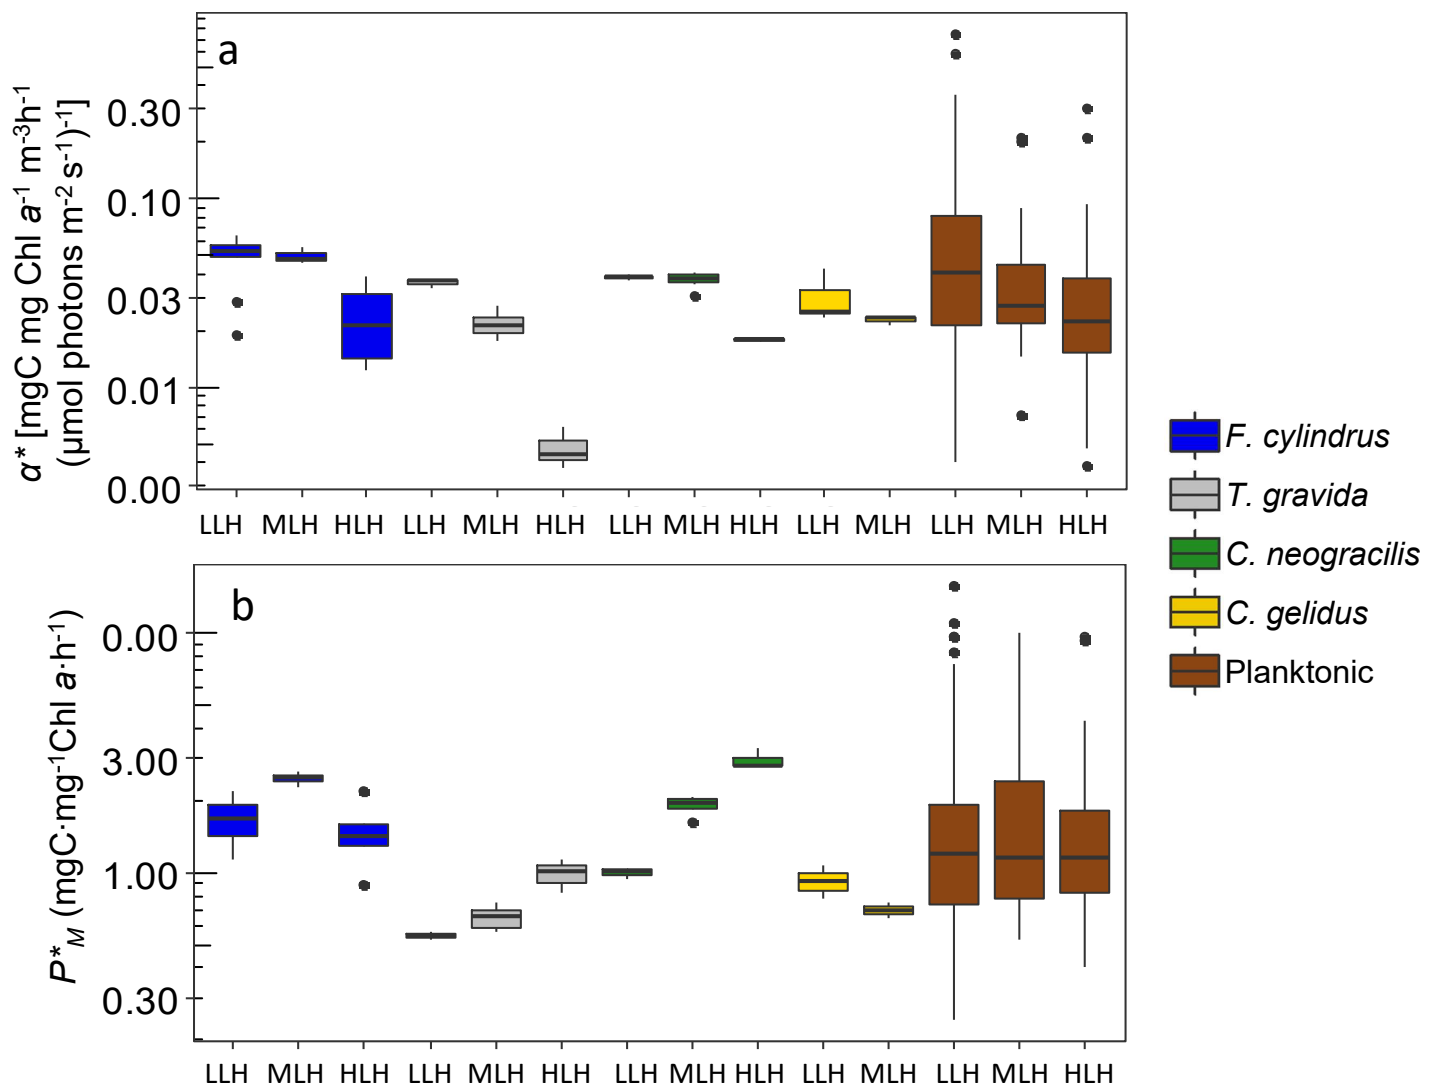 a
α* [mgC mg Chl a-1 m-3h-1
(µmol photons m-2 s-1)-1]
0.30
0.10
0.03
0.01
0.00
LLH MLH HLH LLH MLH HLH LLH MLH HLH LLH MLH LLH MLH HLH
F. cylindrus
T. gravida
C. neogracilis
C. gelidus
Planktonic
b
P*M (mgC·mg-1Chl a·h-1)
0.00
3.00
1.00
0.30
LLH MLH HLH LLH MLH HLH LLH MLH HLH LLH MLH LLH MLH HLH